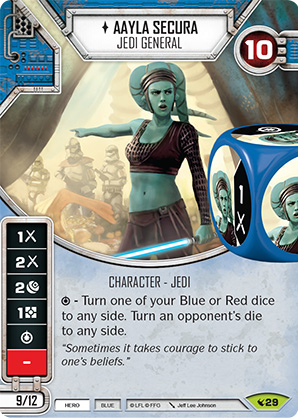 AAYLA SECURA
JEDI GENERAL
10
1
1
2
2
1
-
9/12
CHARACTER - JEDI
- Turn one of your Blue or Red dice
to any side. Turn an opponent's die
to any side.
"Sometimes it takes courage to stick to
one's beliefs."
HERO
BLUE
© LFL © FFG
Jeff Lee Johnson
29